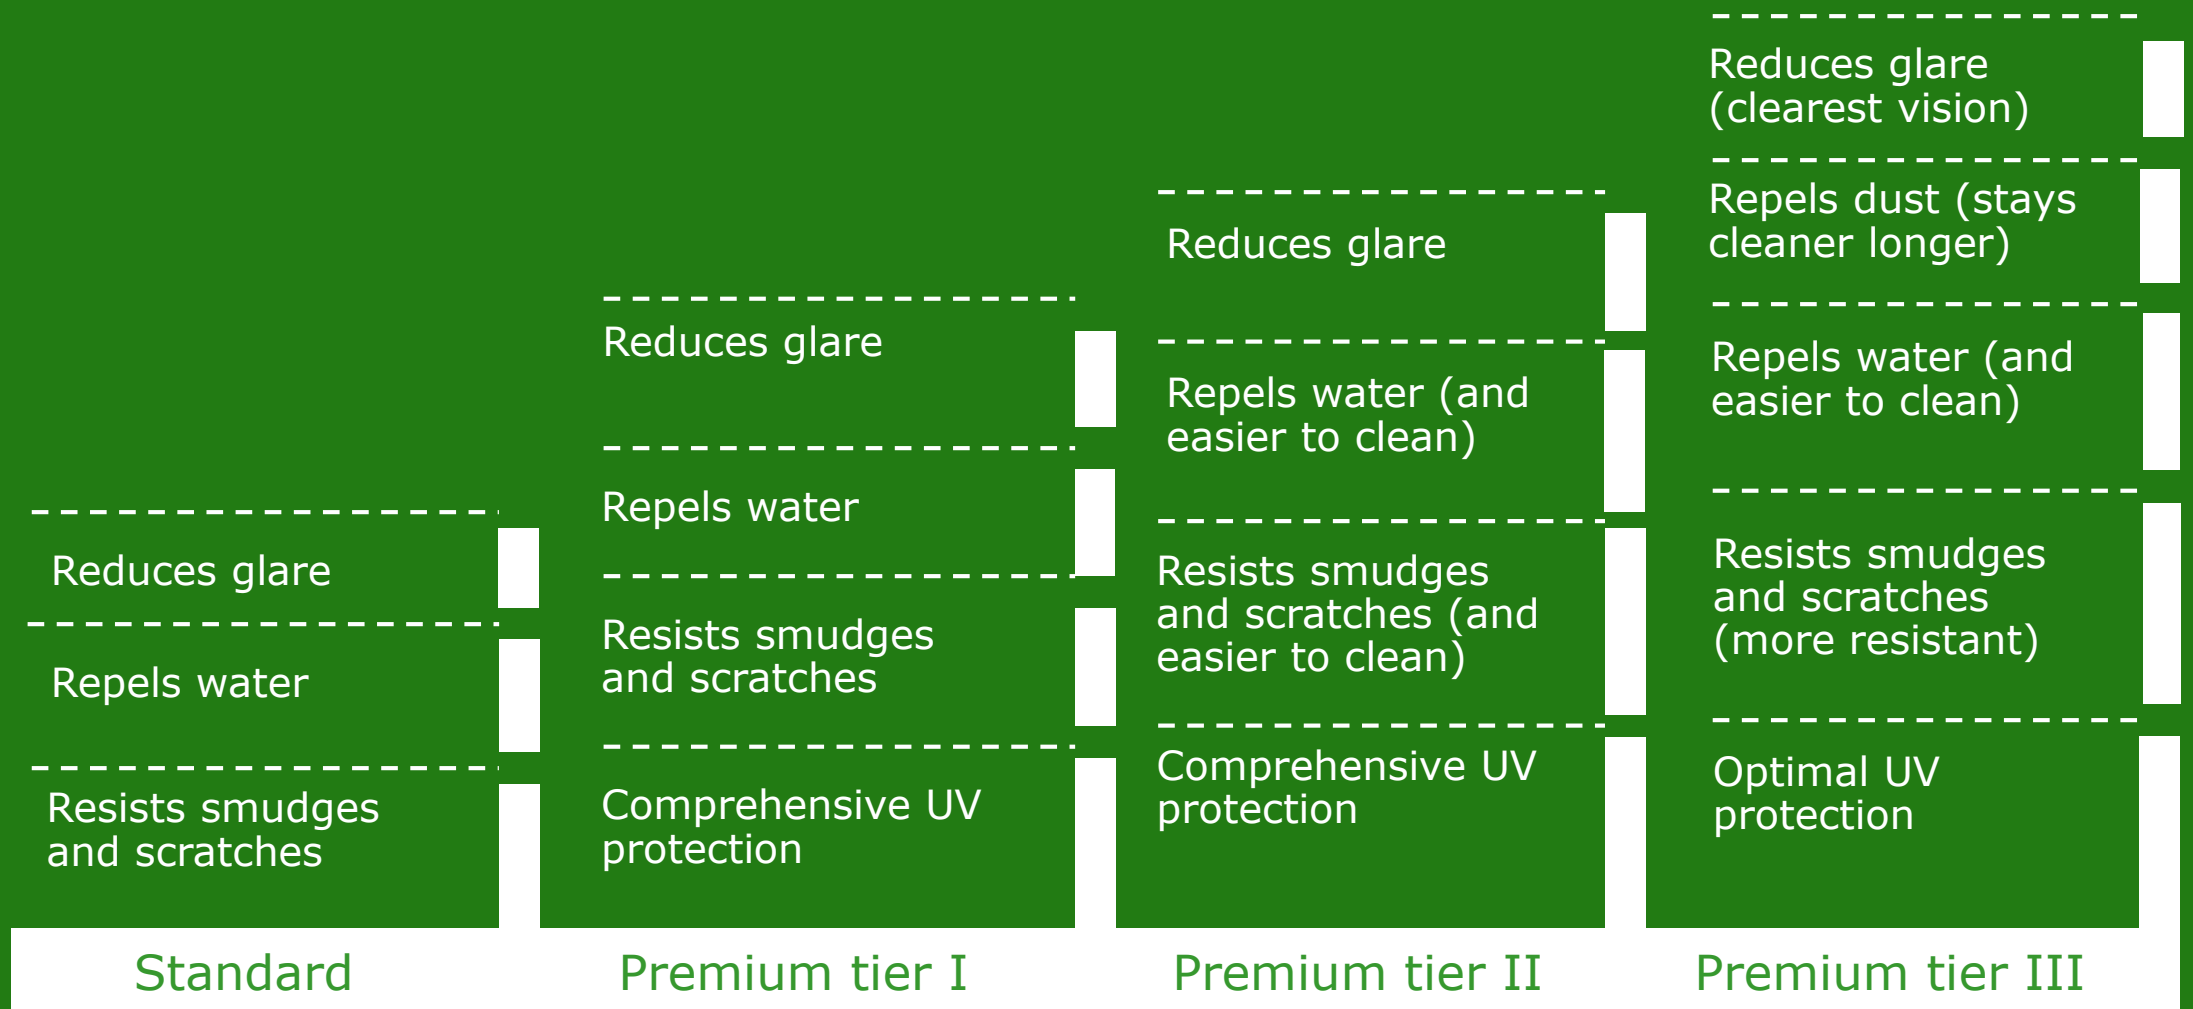 Reduces glare
Repels water
Resists smudges
and scratches
Standard
Reduces glare
Repels water
Resists smudges
and scratches
Comprehensive UV
protection
Premium tier I
Reduces glare
Repels water (and
easier to clean)
Resists smudges
and scratches (and
easier to clean)
Comprehensive UV
protection
Premium tier II
Reduces glare
(clearest vision)
Repels dust (stays
cleaner longer)
Repels water (and
easier to clean)
Resists smudges
and scratches
(more resistant)
Optimal UV
protection
Premium tier III